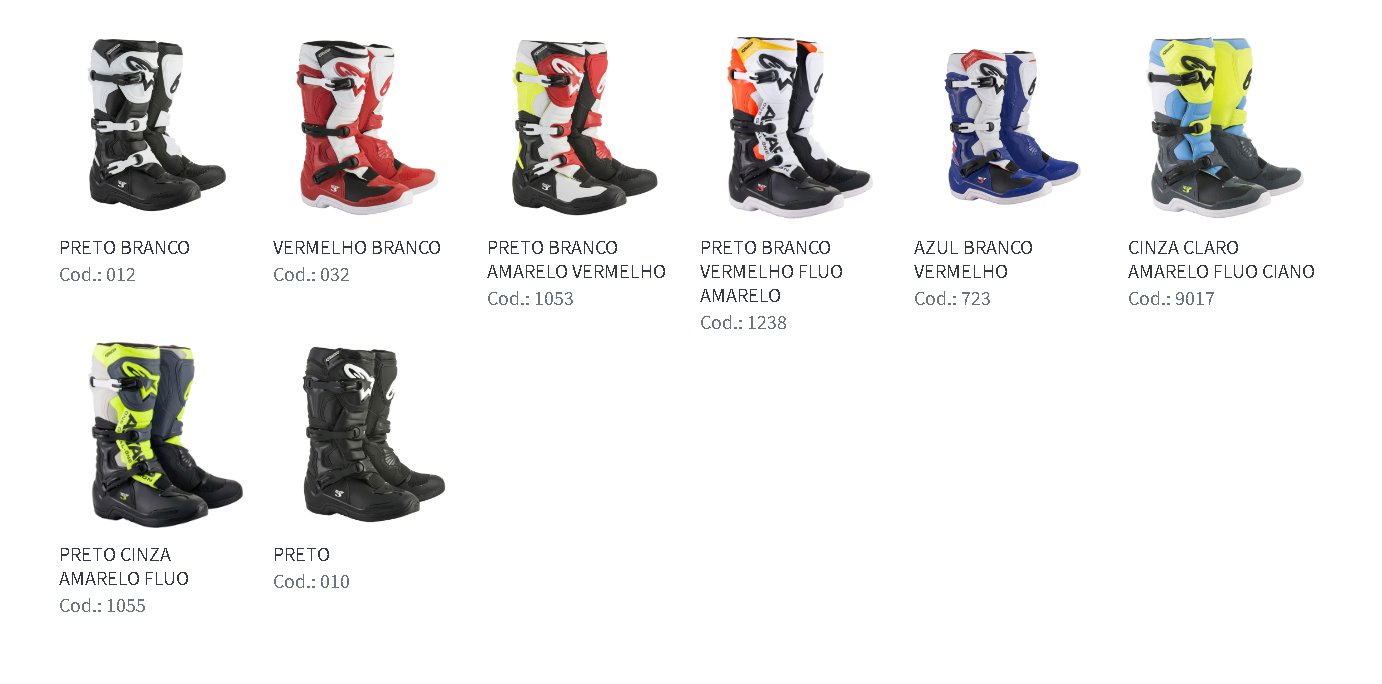 PRETO BRANCO
Cod.: 012
VERMELHO BRANCO
Cod.: 032
PRETO BRANCO
AMARELO VERMELHO
Cod.: 1053
PRETO BRANCO
VERMELHO FLUO
AMARELO
Cod.: 1238
AZUL BRANCO
VERMELHO
Cod.: 723
CINZA CLARO
AMARELO FLUO CIANO
Cod.: 9017
PRETO CINZA
AMARELO FLUO
Cod.: 1055
PRETO
Cod.: 010